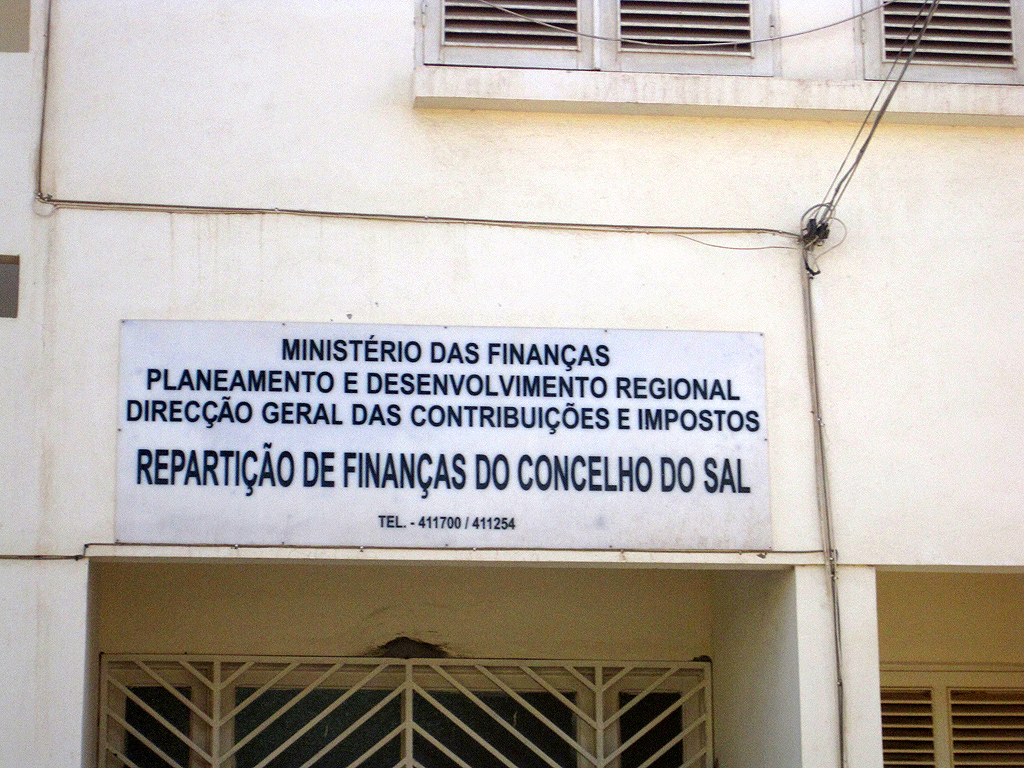 MINISTÉRIO DAS FINANÇAS
PLANEAMENTO E DESENVOLVIMENTO REGIONAL
DIRECÇÃO GERAL DAS CONTRIBUIÇÕES E IMPOSTOS
REPARTIÇÃO DE FINANÇAS DO CONCELHO DO SAL
TEL. - 411700 / 411254